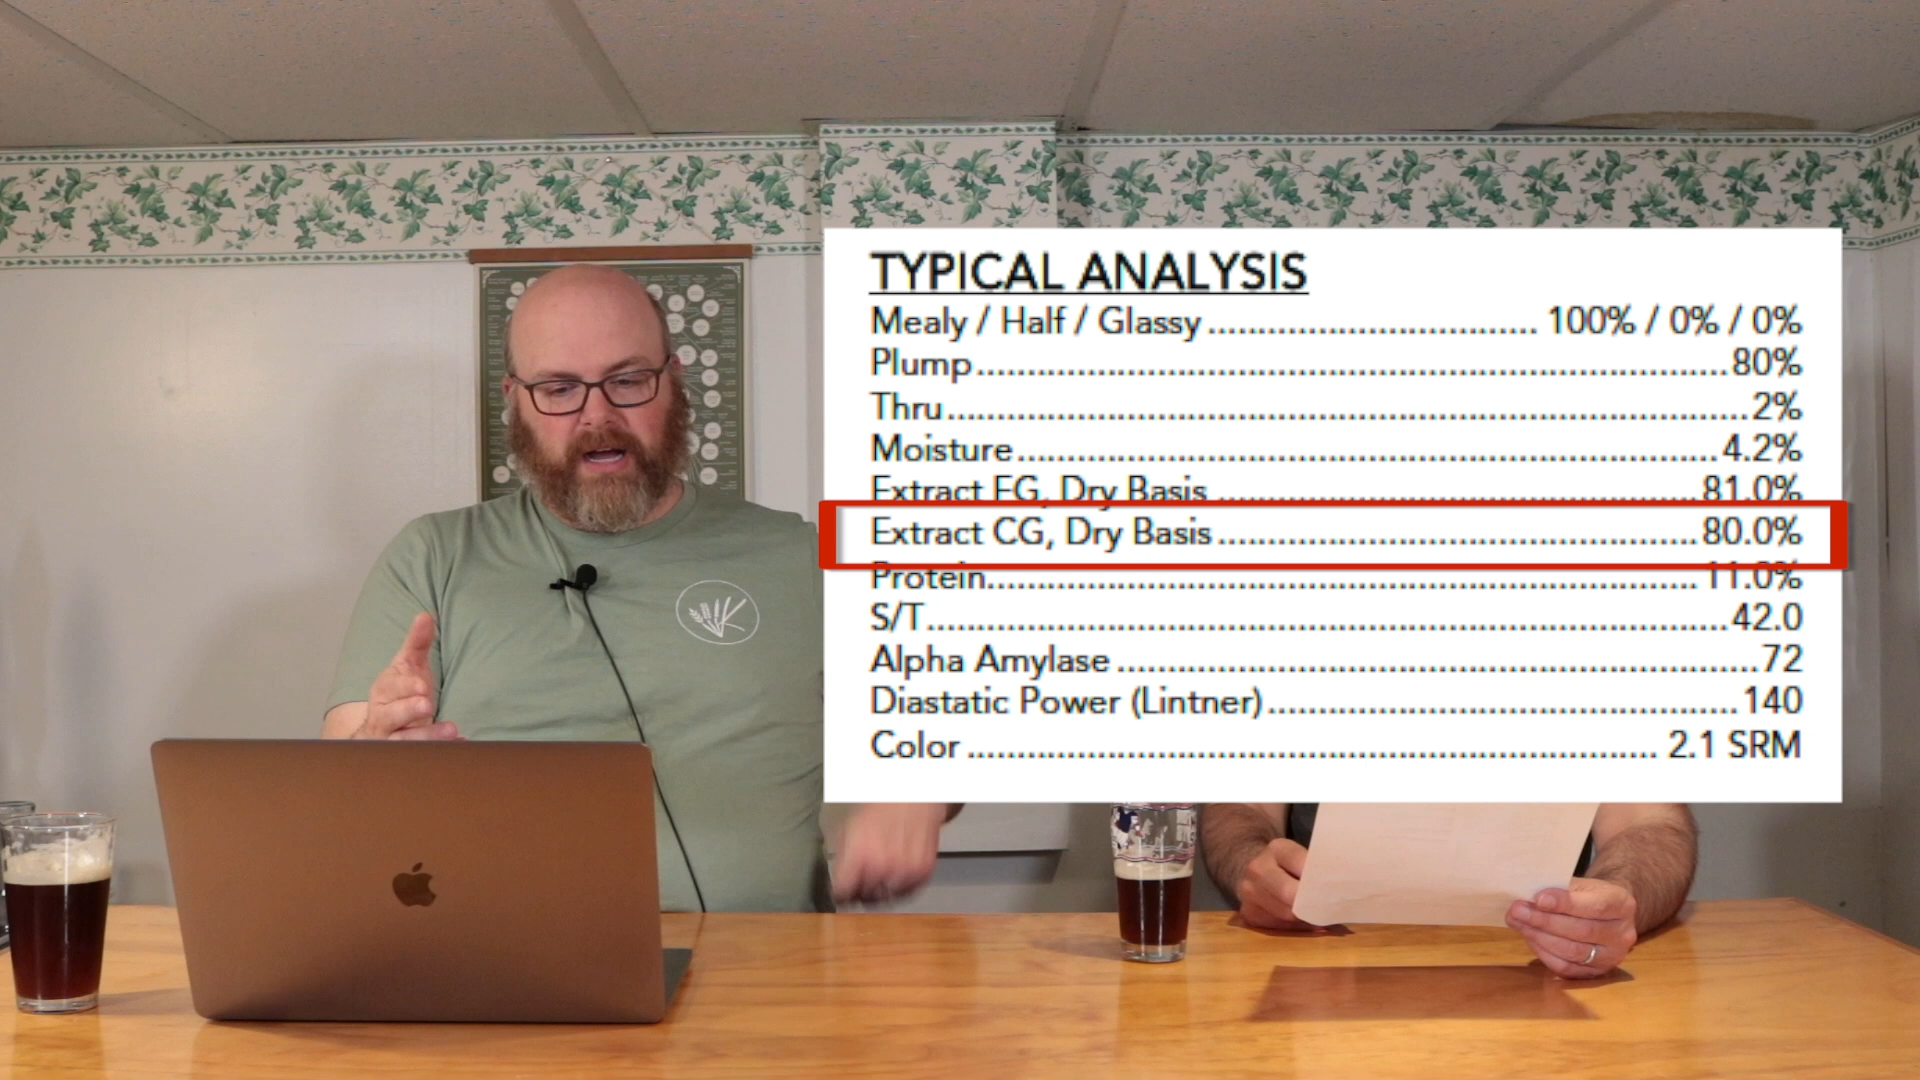 TYPICAL ANALYSIS
Mealy / Half / Glassy ................................. 100% / 0% / 0%
Plump........................................................................... 80%
Thru................................................................................ 2%
Moisture...................................................................... 4.2%
Extract FG, Dry Basis ................................................ 81.0%
Extract CG, Dry Basis ................................................ 80.0%
Protein....................................................................... 11.0%
S/T................................................................................ 42.0
Alpha Amylase ................................................................ 72
Diastatic Power (Lintner) ............................................... 140
Color ..................................................................... 2.1 SRM